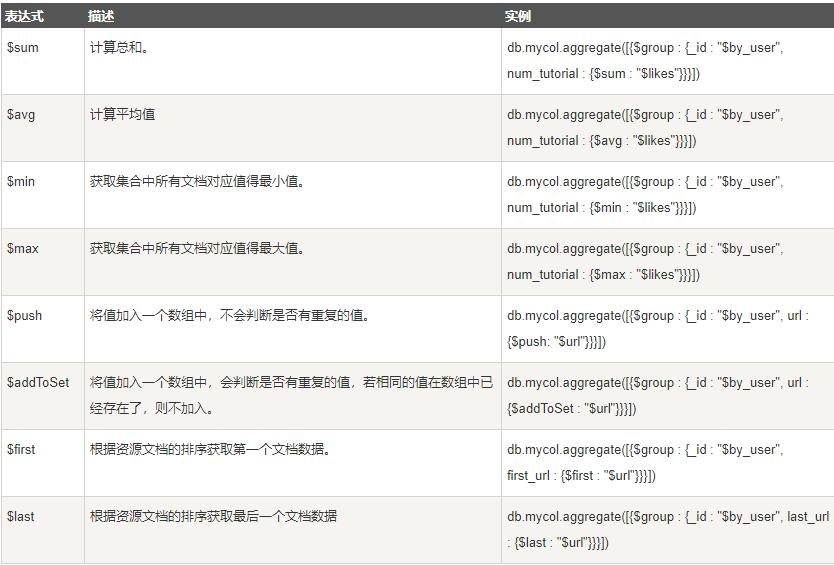 表达式 描述 实例
$sum 计算总和。 db.mycol.aggregate([{$group : {_id : "$by_user",
num_tutorial : {$sum : "$likes"}}}])
$avg 计算平均值 db.mycol.aggregate([{$group : {_id : "$by_user",
num_tutorial : {$avg : "$likes"}}}])
$min 获取集合中所有文档对应值得最小值。 db.mycol.aggregate([{$group : {_id : "$by_user",
num_tutorial : {$min : "$likes"}}}])
$max 获取集合中所有文档对应值得最大值。 db.mycol.aggregate([{$group : {_id : "$by_user",
num_tutorial : {$max : "$likes"}}}])
$push 将值加入一个数组中，不会判断是否有重复的值。 db.mycol.aggregate([{$group : {_id : "$by_user", url :
{$push: "$url"}}}])
$addToSet 将值加入一个数组中，会判断是否有重复的值，若相同的值在数组中已 db.mycol.aggregate([{$group : {_id : "$by_user", url :
经存在了，则不加入。 {$addToSet : "$url"}}}])
$first 根据资源文档的排序获取第一个文档数据。 db.mycol.aggregate([{$group : {_id : "$by_user",
first_url : {$first : "$url"}}}])
$last 根据资源文档的排序获取最后一个文档数据 db.mycol.aggregate([{$group : {_id : "$by_user", last_url
: {$last : "$url"}}}])